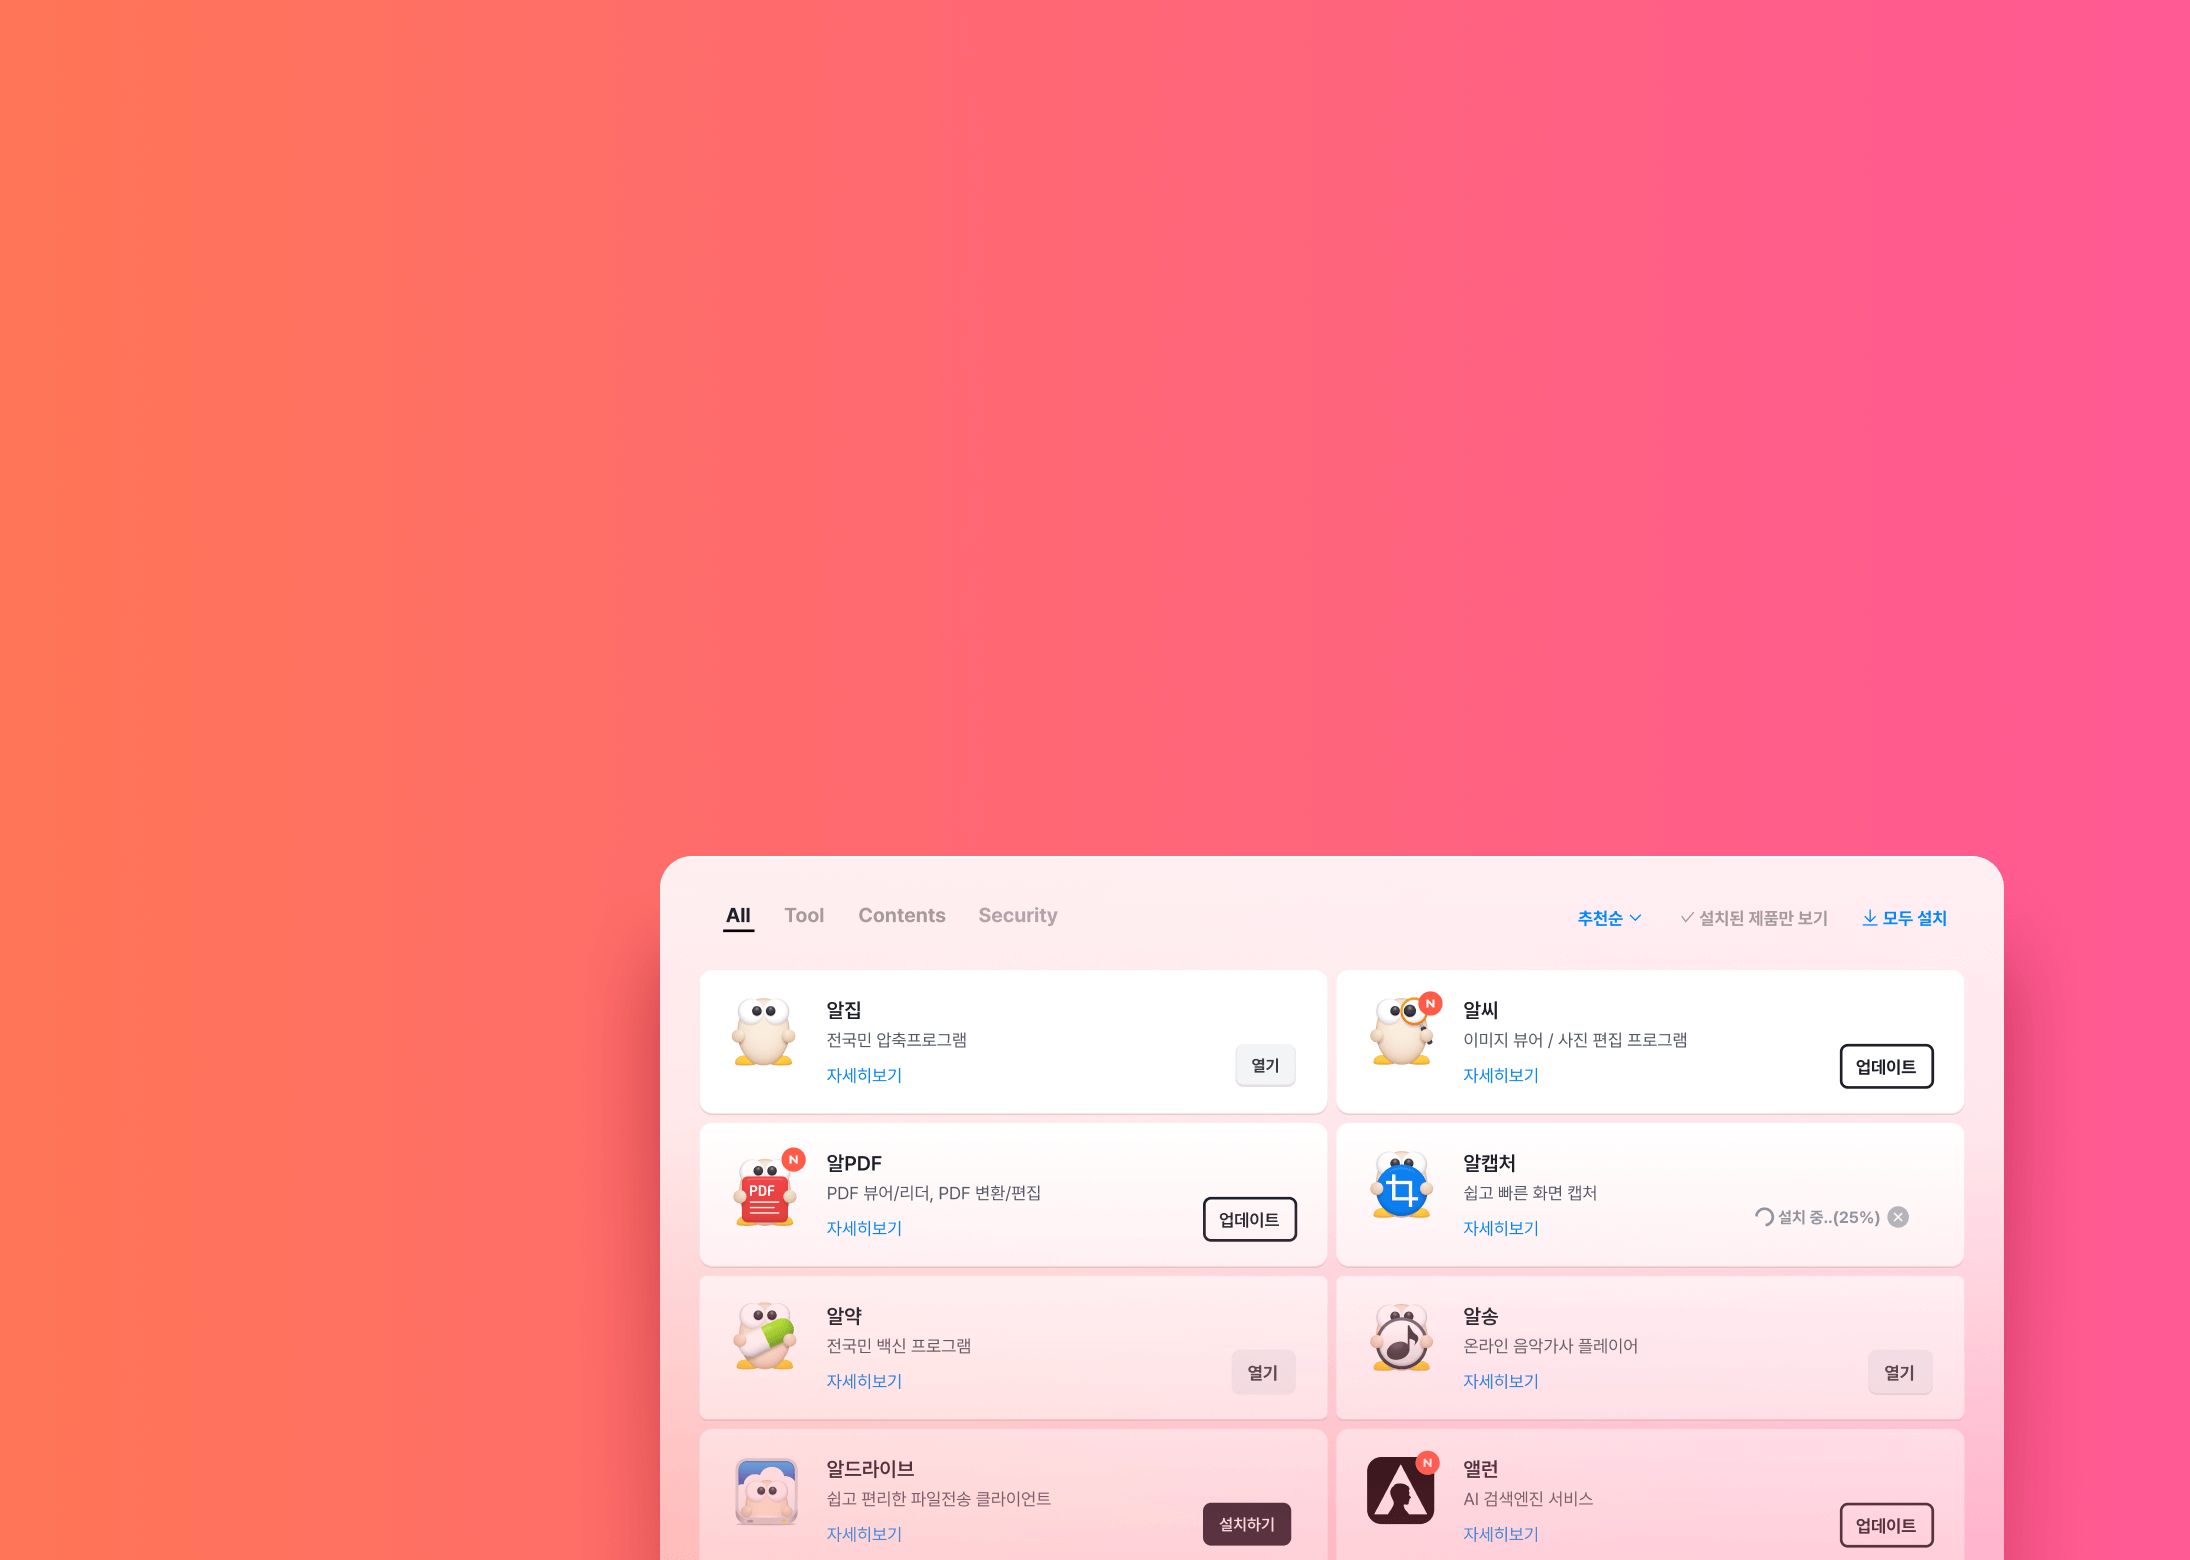 All Tool Contents Security 추천순 설치된 제품만 보기 모두 설치
알집
전국민 압축프로그램
자세히보기
열기
N
알씨
이미지 뷰어 / 사진 편집 프로그램
자세히보기
업데이트
N
PDF
알PDF
PDF 뷰어/리더, PDF 변환/편집
자세히보기
업데이트
알캡처
쉽고 빠른 화면 캡처
자세히보기
설치 중..(25%)
알약
전국민 백신 프로그램
자세히보기
열기
알송
온라인 음악가사 플레이어
자세히보기
열기
알드라이브
쉽고 편리한 파일전송 클라이언트
자세히보기
설치하기
N
앨런
AI 검색엔진 서비스
자세히보기
업데이트